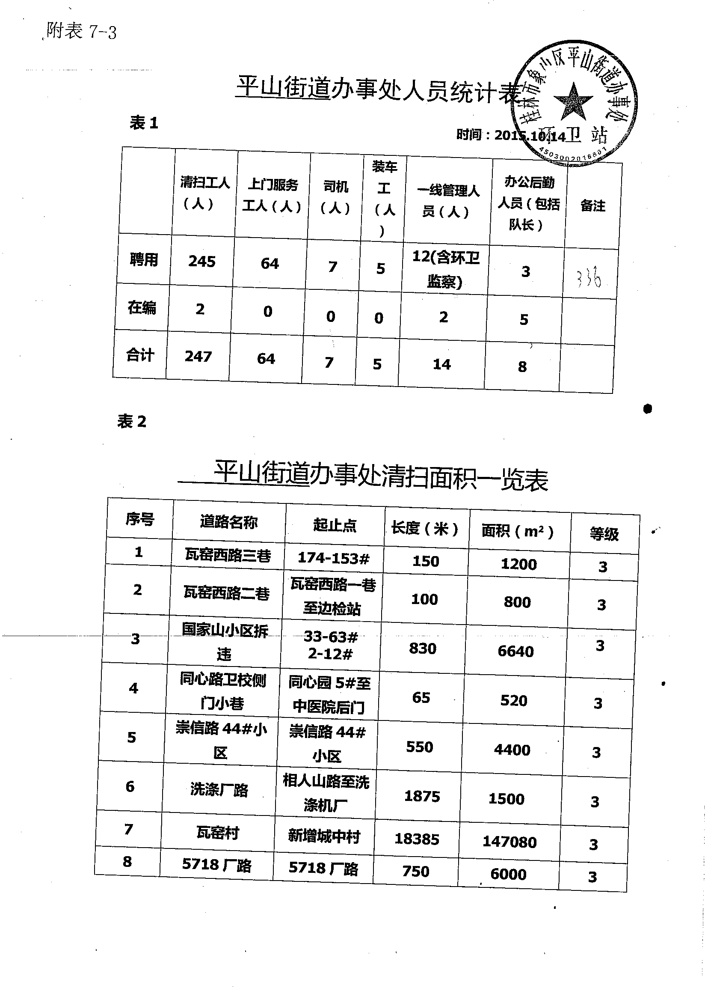 附表 7-3
平山街道办事处人员统计表
桂林市象山区平山街道办事处
环卫站
4503002016861
表 1
时间：2015.10.14
清扫工人
（人）
上门服务
工人（人）
司机
（人）
装车
工
（人
）
一线管理人
员（人）
办公后勤
人员（包括
队长）
备注
聘用 245 64 7 5 12(含环卫
监察) 3 336
在编 2 0 0 0 2 5
合计 247 64 7 5 14 8
表 2
平山街道办事处清扫面积一览表
序号 道路名称 起止点 长度（米） 面积（m²） 等级
1 瓦窑西路三巷 174-153# 150 1200 3
2 瓦窑西路二巷 瓦窑西路一巷
至边检站 100 800 3
3 国家山小区拆
违 33-63#
2-12# 830 6640 3
4 同心路卫校侧
门小巷 同心园 5#至
中医院后门 65 520 3
5 崇信路 44#小
区 崇信路 44#
小区 550 4400 3
6 洗涤厂路 相人山路至洗
涤机厂 1875 1500 3
7 瓦窑村 新增城中村 18385 147080 3
8 5718 厂路 5718 厂路 750 6000 3